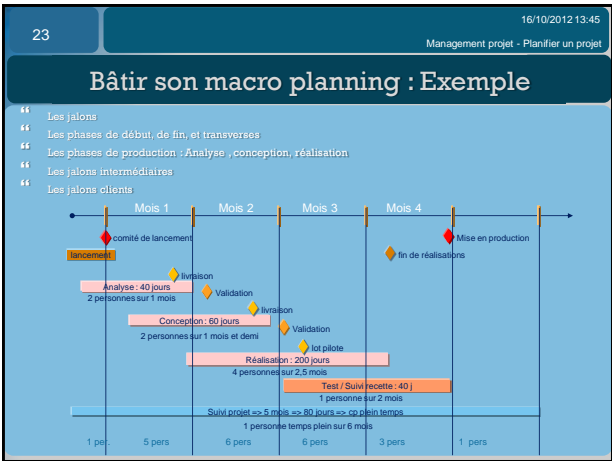 16/10/2012 13:45
23
Management projet - Planifier un projet
Bâtir son macro planning : Exemple
“ Les jalons
“ Les phases de début, de fin, et transverses
“ Les phases de production : Analyse , conception, réalisation
“ Les jalons intermédiaires
“ Les jalons clients
Mois 1 Mois 2 Mois 3 Mois 4
comité de lancement
Mise en production
lancement
fin de réalisations
livraison
Analyse : 40 jours
Validation
2 personnes sur 1 mois
livraison
Conception : 60 jours
Validation
2 personnes sur 1 mois et demi
lot pilote
Réalisation : 200 jours
4 personnes sur 2,5 mois
Test / Suivi recette : 40 j
1 personne sur 2 mois
Suivi projet => 5 mois => 80 jours => cp plein temps
1 personne temps plein sur 6 mois
1 per. 5 pers 6 pers 6 pers 3 pers 1 pers